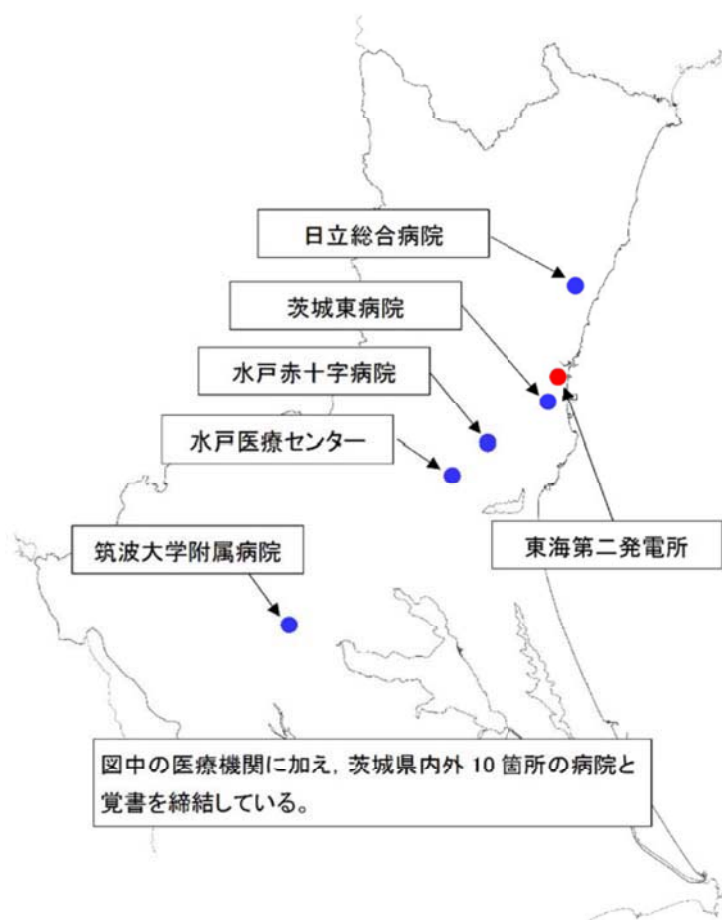 日立総合病院
茨城東病院
水戸赤十字病院
水戸医療センター
東海第二発電所
筑波大学附属病院
図中の医療機関に加え，茨城県内外 10 箇所の病院と
覚書を締結している。